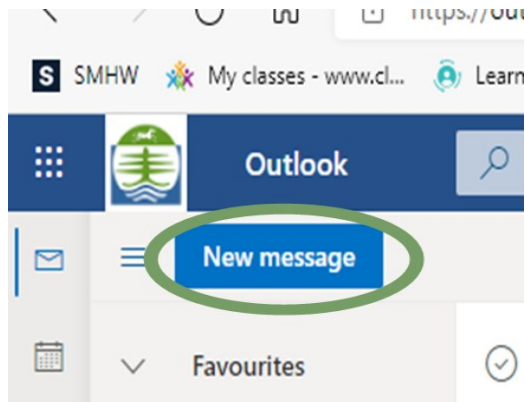 https://out
S SMHW My classes - www.cl... Learn
Outlook
New message
Favourites